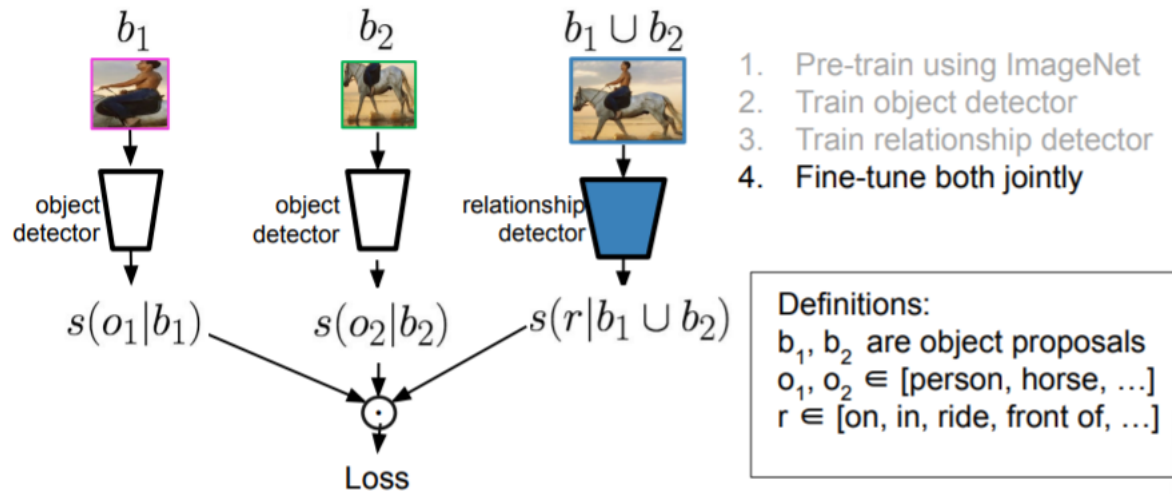 b₁
b₂
b₁ ∪ b₂
1. Pre-train using ImageNet
2. Train object detector
3. Train relationship detector
4. Fine-tune both jointly
object
detector
object
detector
relationship
detector
s(o₁|b₁)
s(o₂|b₂)
s(r|b₁ ∪ b₂)
Loss
Definitions:
b₁, b₂ are object proposals
o₁, o₂ ∈ [person, horse, …]
r ∈ [on, in, ride, front of, …]